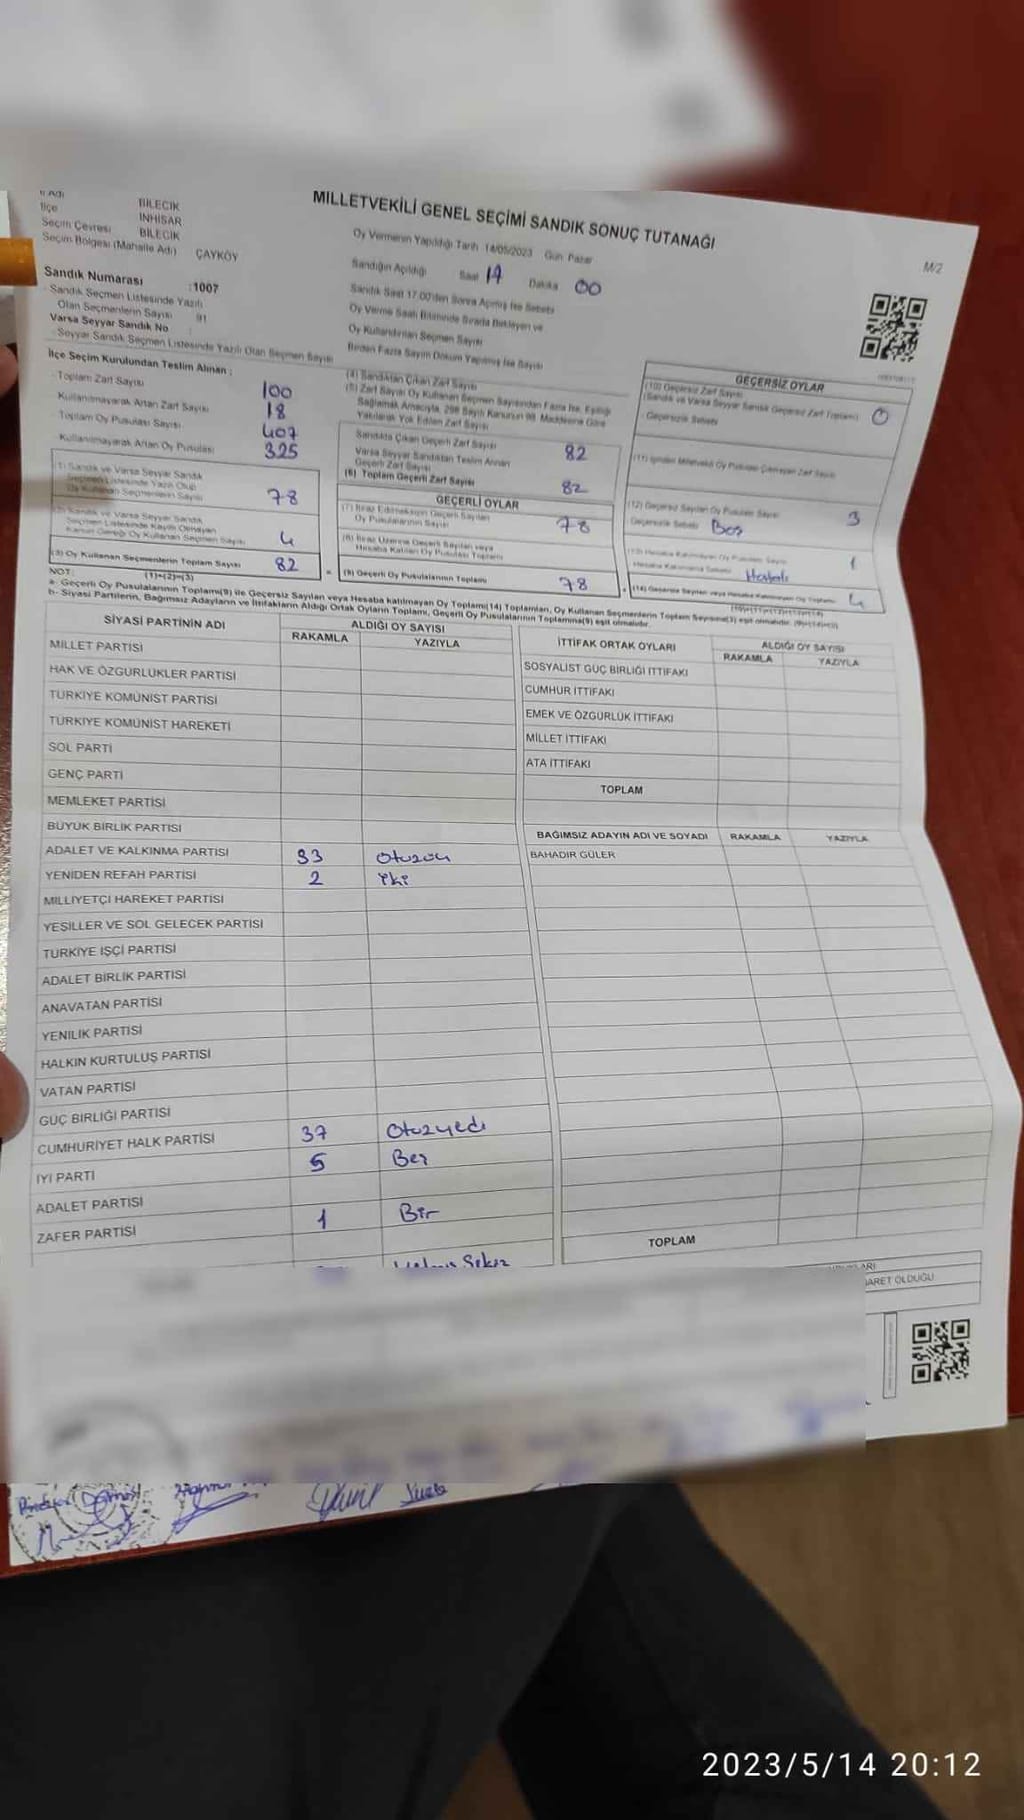 İl Adı BİLECİK
İlçe İNHİSAR
Seçim Çevresi BİLECİK
Seçim Bölgesi (Mahalle Adı) ÇAYKÖY
Sandık Numarası :1007
Sandık Seçmen Listesinde Yazılı
Olan Seçmenlerin Sayısı 91
Varsa Seyyar Sandık No :
Seyyar Sandık Seçmen Listesinde Yazılı Olan Seçmen Sayısı
MİLLETVEKİLİ GENEL SEÇİMİ SANDIK SONUÇ TUTANAĞI
M/2
Oy Vermenin Yapıldığı Tarih 14/05/2023 Gün Pazar
Sandığın Açıldığı Saat 17 Dakika 00
Sandık Saat 17.00'den Sonra Açılmış İse Sebebi
Oy Verme Saati Bitiminde Sırada Bekleyen ve
Oy Kullandırılan Seçmen Sayısı
Birden Fazla Sayım Döküm Yapılmış İse Sayısı
İlçe Seçim Kurulundan Teslim Alınan :
Toplam Zarf Sayısı 100
Kullanılmayarak Artan Zarf Sayısı 18
Toplam Oy Pusulası Sayısı 407
Kullanılmayarak Artan Oy Pusulası 325
(1) Sandık ve Varsa Seyyar Sandık
Seçmen Listesinde Yazılı Olup
Oy Kullanan Seçmenlerin Sayısı 78
(2) Sandık ve Varsa Seyyar Sandık
Seçmen Listesinde Kaydı Olmayan
Kanun Gereği Oy Kullanan Seçmen Sayısı 4
(3) Oy Kullanan Seçmenlerin Toplam Sayısı 82
(1)+(2)=(3)
(4) Sandıktan Çıkan Zarf Sayısı
(5) Zarf Sayısı Oy Kullanan Seçmen Sayısından Fazla İse, Eşitliği
Sağlamak Amacıyla, 298 Sayılı Kanunun 98. Maddesine Göre
Yakılarak Yok Edilen Zarf Sayısı
Sandıkta Çıkan Geçerli Zarf Sayısı 82
Varsa Seyyar Sandıktan Teslim Alınan
Geçerli Zarf Sayısı
(6) Toplam Geçerli Zarf Sayısı 82
GEÇERLİ OYLAR
(7) İtiraz Edilmeksizin Geçerli Sayılan
Oy Pusulalarının Sayısı 78
(8) İtiraz Üzerine Geçerli Sayılan veya
Hesaba Katılan Oy Pusulası Toplamı
(9) Geçerli Oy Pusulalarının Toplamı 78
GEÇERSİZ OYLAR
(10) Geçersiz Zarf Sayısı
(Sandık ve Varsa Seyyar Sandık Geçersiz Zarf Toplamı) 0
Geçersizlik Sebebi
(12) Geçersiz Sayılan Oy Pusulası Sayısı 3
Geçersizlik Sebebi Boş
(13) Hesaba Katılmayan Oy Pusulası Sayısı 1
Hesaba Katılmama Sebebi
(14) Geçersiz Sayılan veya Hesaba Katılmayan Oy Toplamı 4
(10)+(11)+(12)+(13)=(14)
NOT:
a- Geçerli Oy Pusulalarının Toplamı(9) ile Geçersiz Sayılan veya Hesaba katılmayan Oy Toplamı(14) Toplamları, Oy Kullanan Seçmenlerin Toplam Sayısına(3) eşit olmalıdır. (9)+(14)=(3)
b- Siyasi Partilerin, Bağımsız Adayların ve İttifakların Aldığı Ortak Oyların Toplamı, Geçerli Oy Pusulalarının Toplamına(9) eşit olmalıdır.
SİYASİ PARTİNİN ADI ALDIĞI OY SAYISI
RAKAMLA YAZIYLA
MİLLET PARTİSİ
HAK VE ÖZGÜRLÜKLER PARTİSİ
TÜRKİYE KOMÜNİST PARTİSİ
TÜRKİYE KOMÜNİST HAREKETİ
SOL PARTİ
GENÇ PARTİ
MEMLEKET PARTİSİ
BÜYÜK BİRLİK PARTİSİ
ADALET VE KALKINMA PARTİSİ 33 Otuzüç
YENİDEN REFAH PARTİSİ 2 İki
MİLLİYETÇİ HAREKET PARTİSİ
YEŞİLLER VE SOL GELECEK PARTİSİ
TÜRKİYE İŞÇİ PARTİSİ
ADALET BİRLİK PARTİSİ
ANAVATAN PARTİSİ
YENİLİK PARTİSİ
HALKIN KURTULUŞ PARTİSİ
VATAN PARTİSİ
GÜÇ BİRLİĞİ PARTİSİ
CUMHURİYET HALK PARTİSİ 37 Otuzyedi
İYİ PARTİ 5 Beş
ADALET PARTİSİ
ZAFER PARTİSİ 1 Bir
Yetmiş Sekiz
İTTİFAK ORTAK OYLARI ALDIĞI OY SAYISI
RAKAMLA YAZIYLA
SOSYALİST GÜÇ BİRLİĞİ İTTİFAKI
CUMHUR İTTİFAKI
EMEK VE ÖZGÜRLÜK İTTİFAKI
MİLLET İTTİFAKI
ATA İTTİFAKI
TOPLAM
BAĞIMSIZ ADAYIN ADI VE SOYADI RAKAMLA YAZIYLA
BAHADIR GÜLER
TOPLAM
ARI
ARET OLDUĞU
2023/5/14 20:12